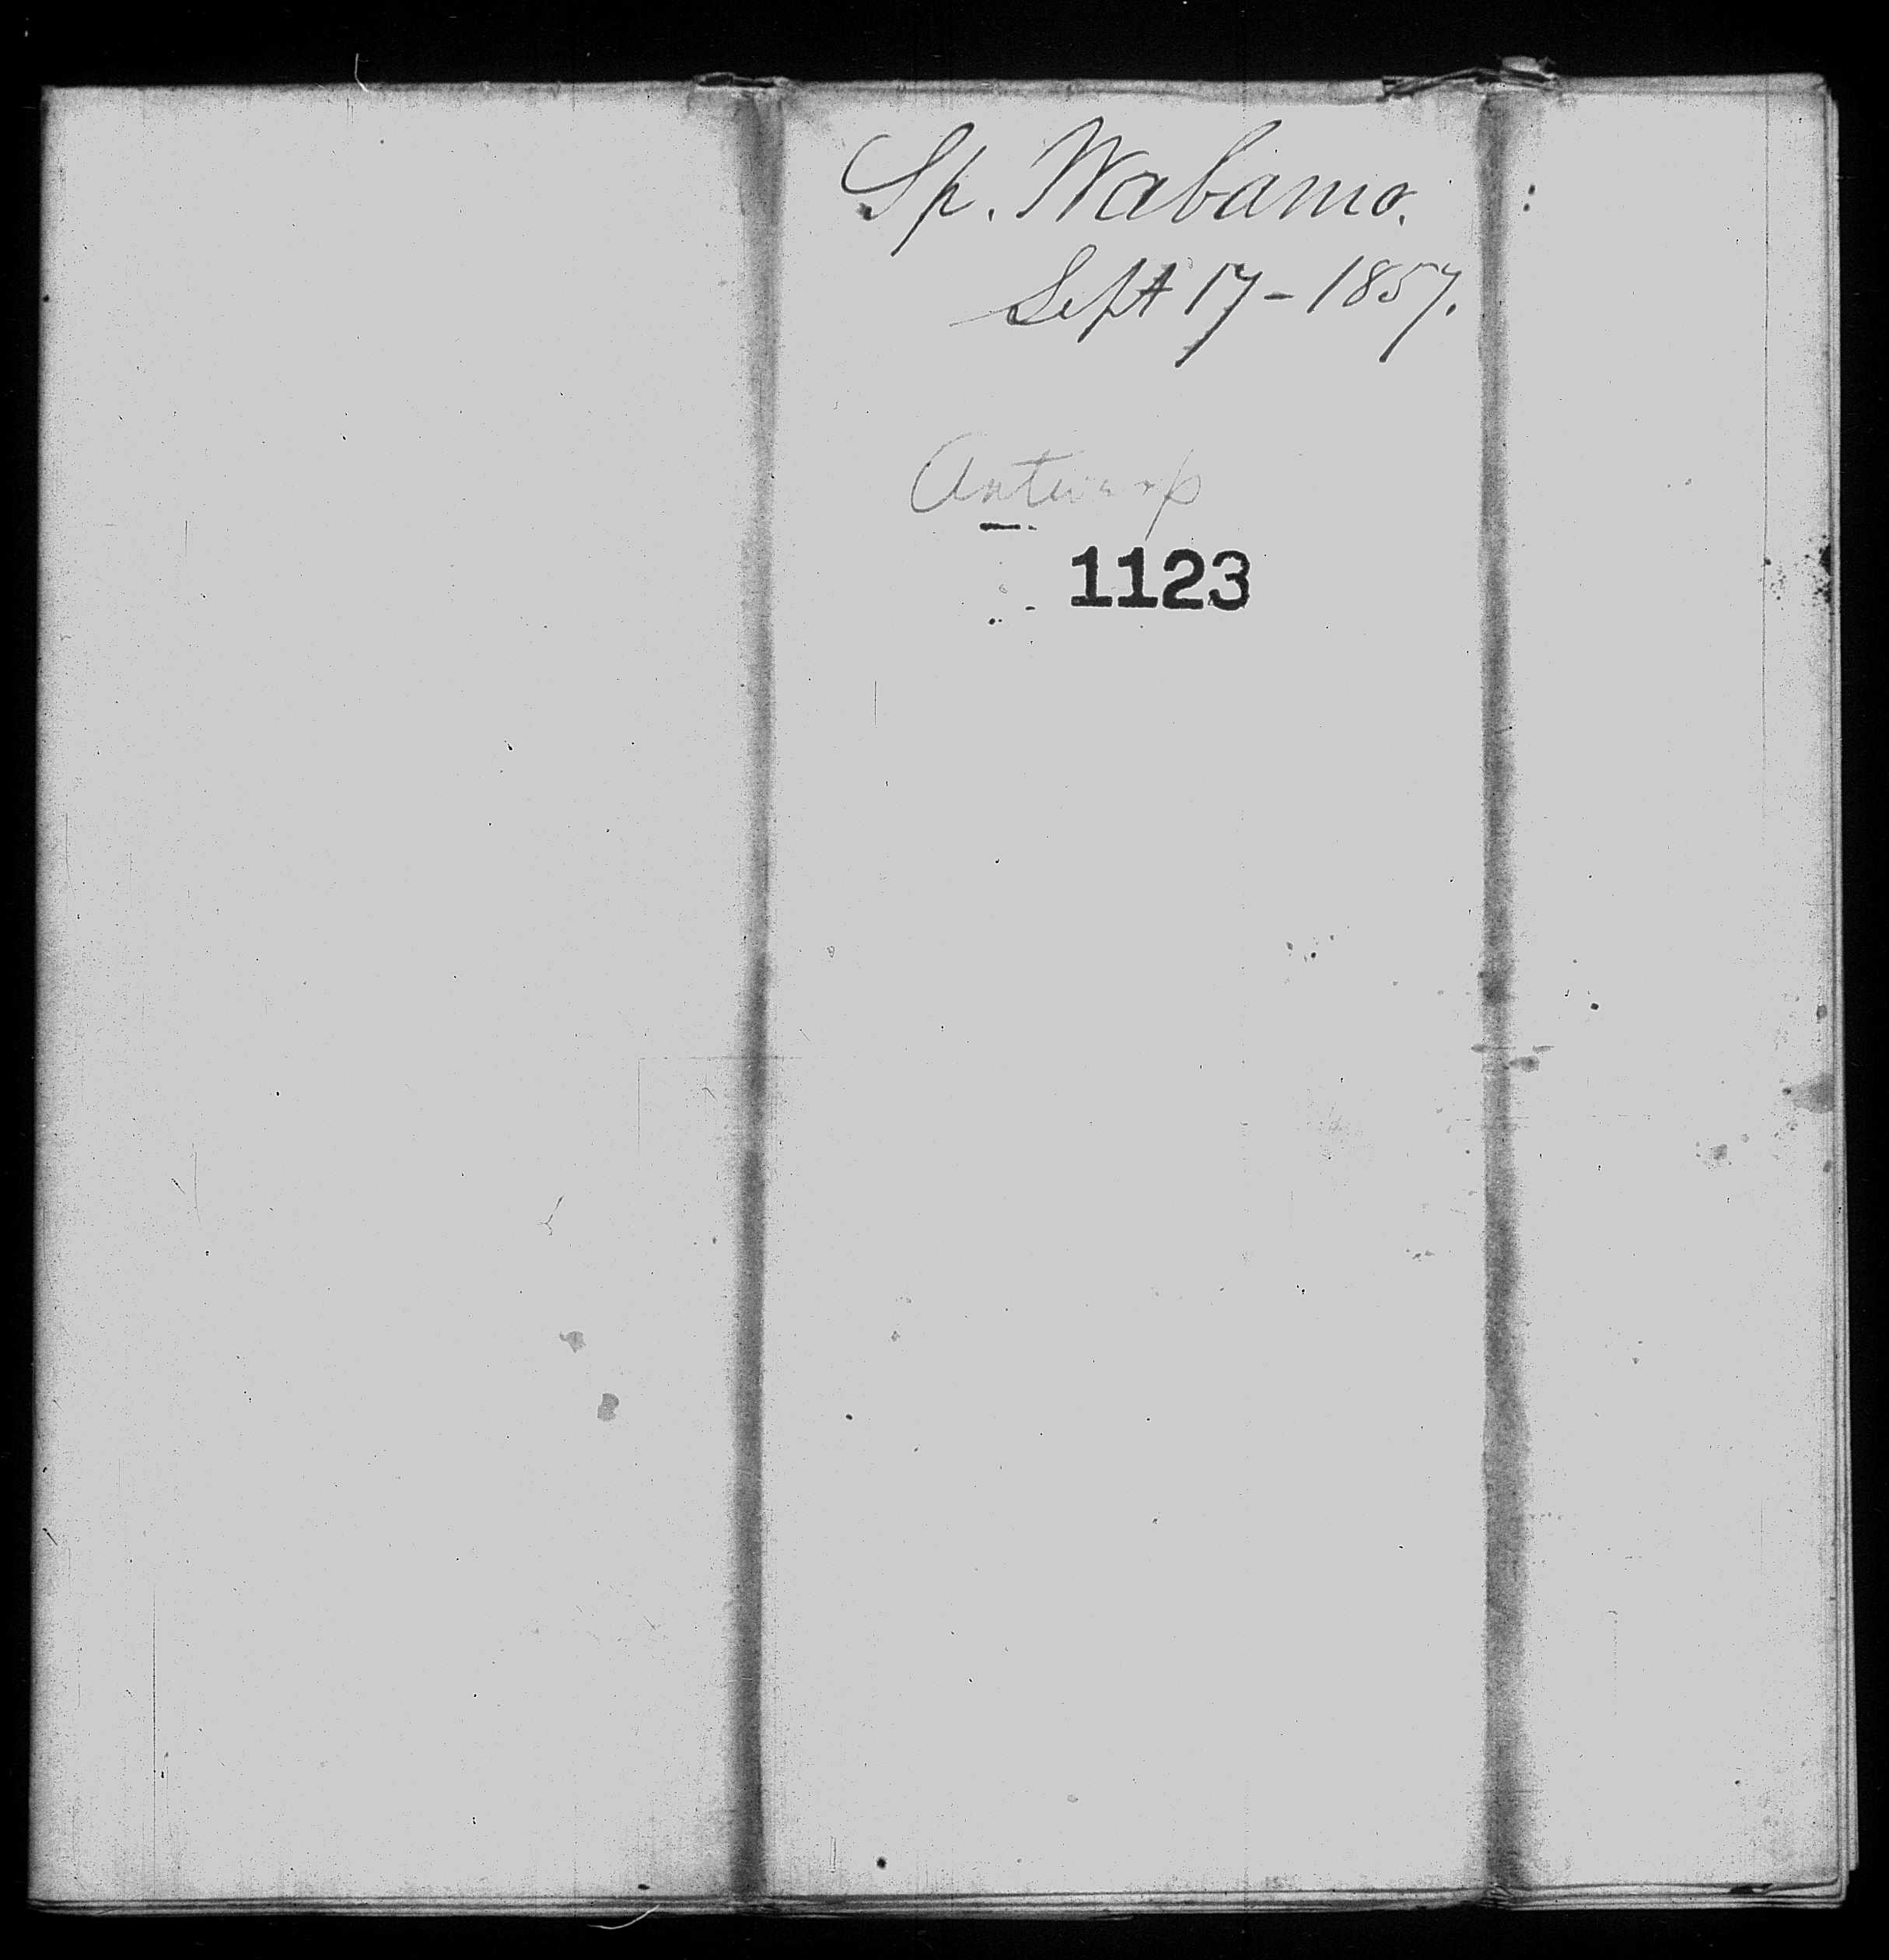 Sp. Wabamo.
Sept 17 - 1857.
Antwerp
1123